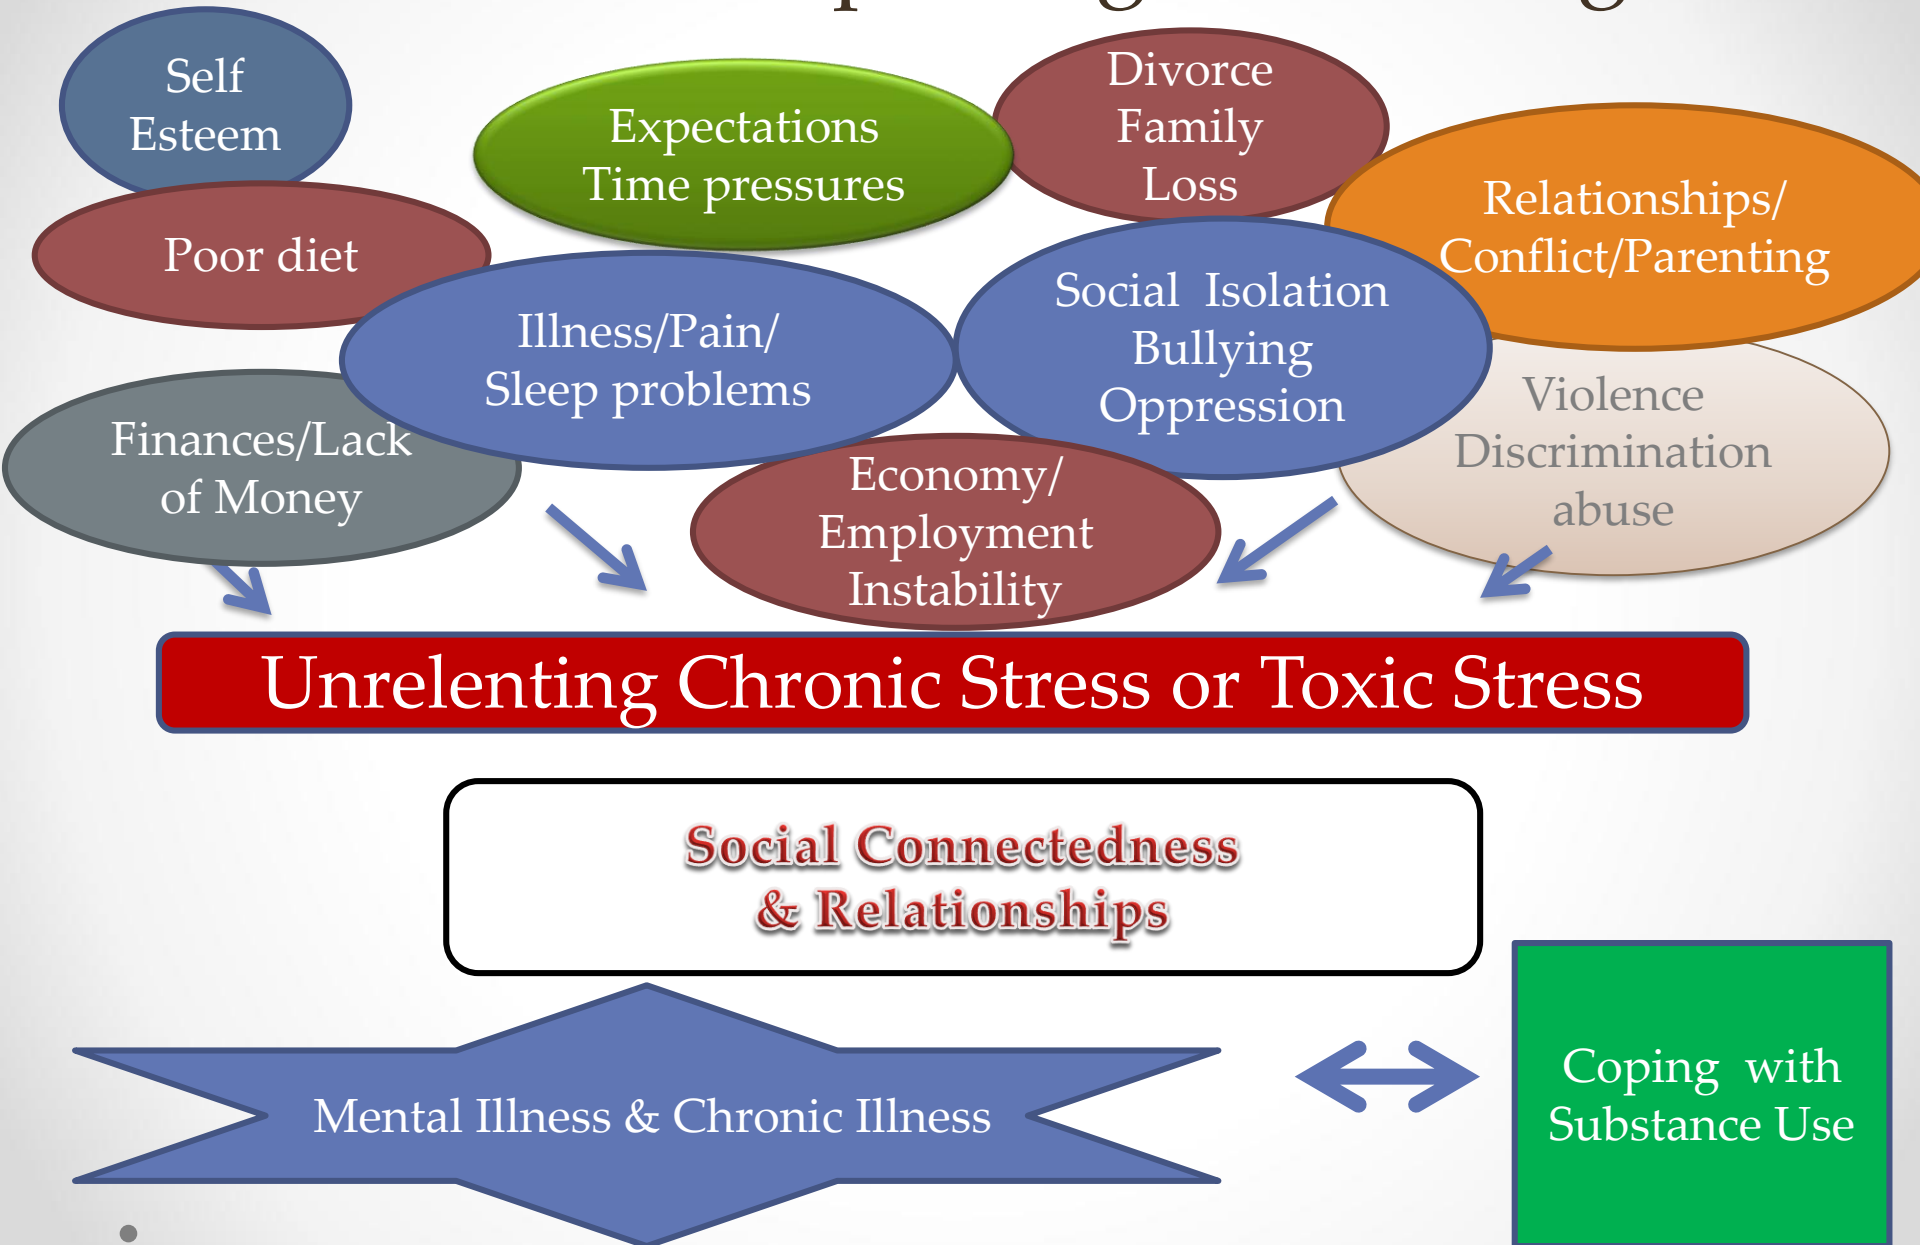 Self
Esteem
Expectations
Time pressures
Divorce
Family
Loss
Relationships/
Conflict/Parenting
Poor diet
Illness/Pain/
Sleep problems
Social Isolation
Bullying
Oppression
Violence
Discrimination
abuse
Finances/Lack
of Money
Economy/
Employment
Instability
Unrelenting Chronic Stress or Toxic Stress
Social Connectedness
& Relationships
Mental Illness & Chronic Illness
Coping with
Substance Use